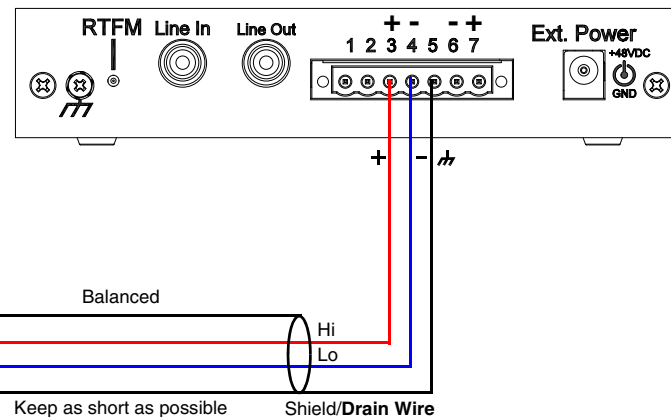 RTFM Line In Line Out + - - + Ext. Power
1 2 3 4 5 6 7
+48VDC
GND
+ -
Balanced
Hi
Lo
Keep as short as possible Shield/Drain Wire